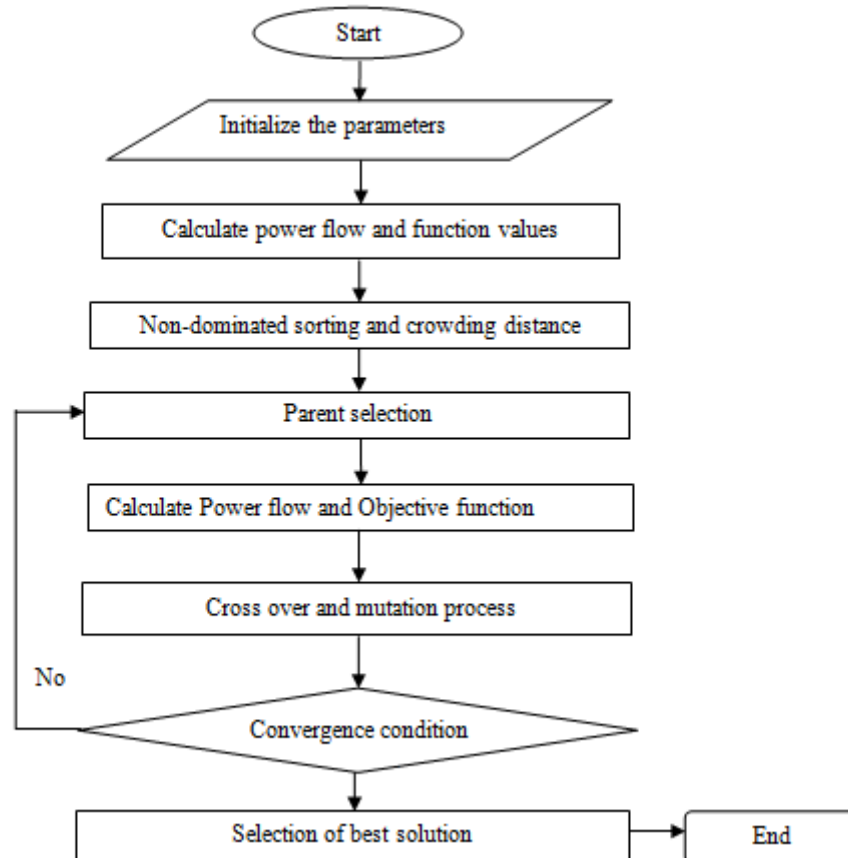 Start
Initialize the parameters
Calculate power flow and function values
Non-dominated sorting and crowding distance
Parent selection
Calculate Power flow and Objective function
Cross over and mutation process
No
Convergence condition
Selection of best solution
End